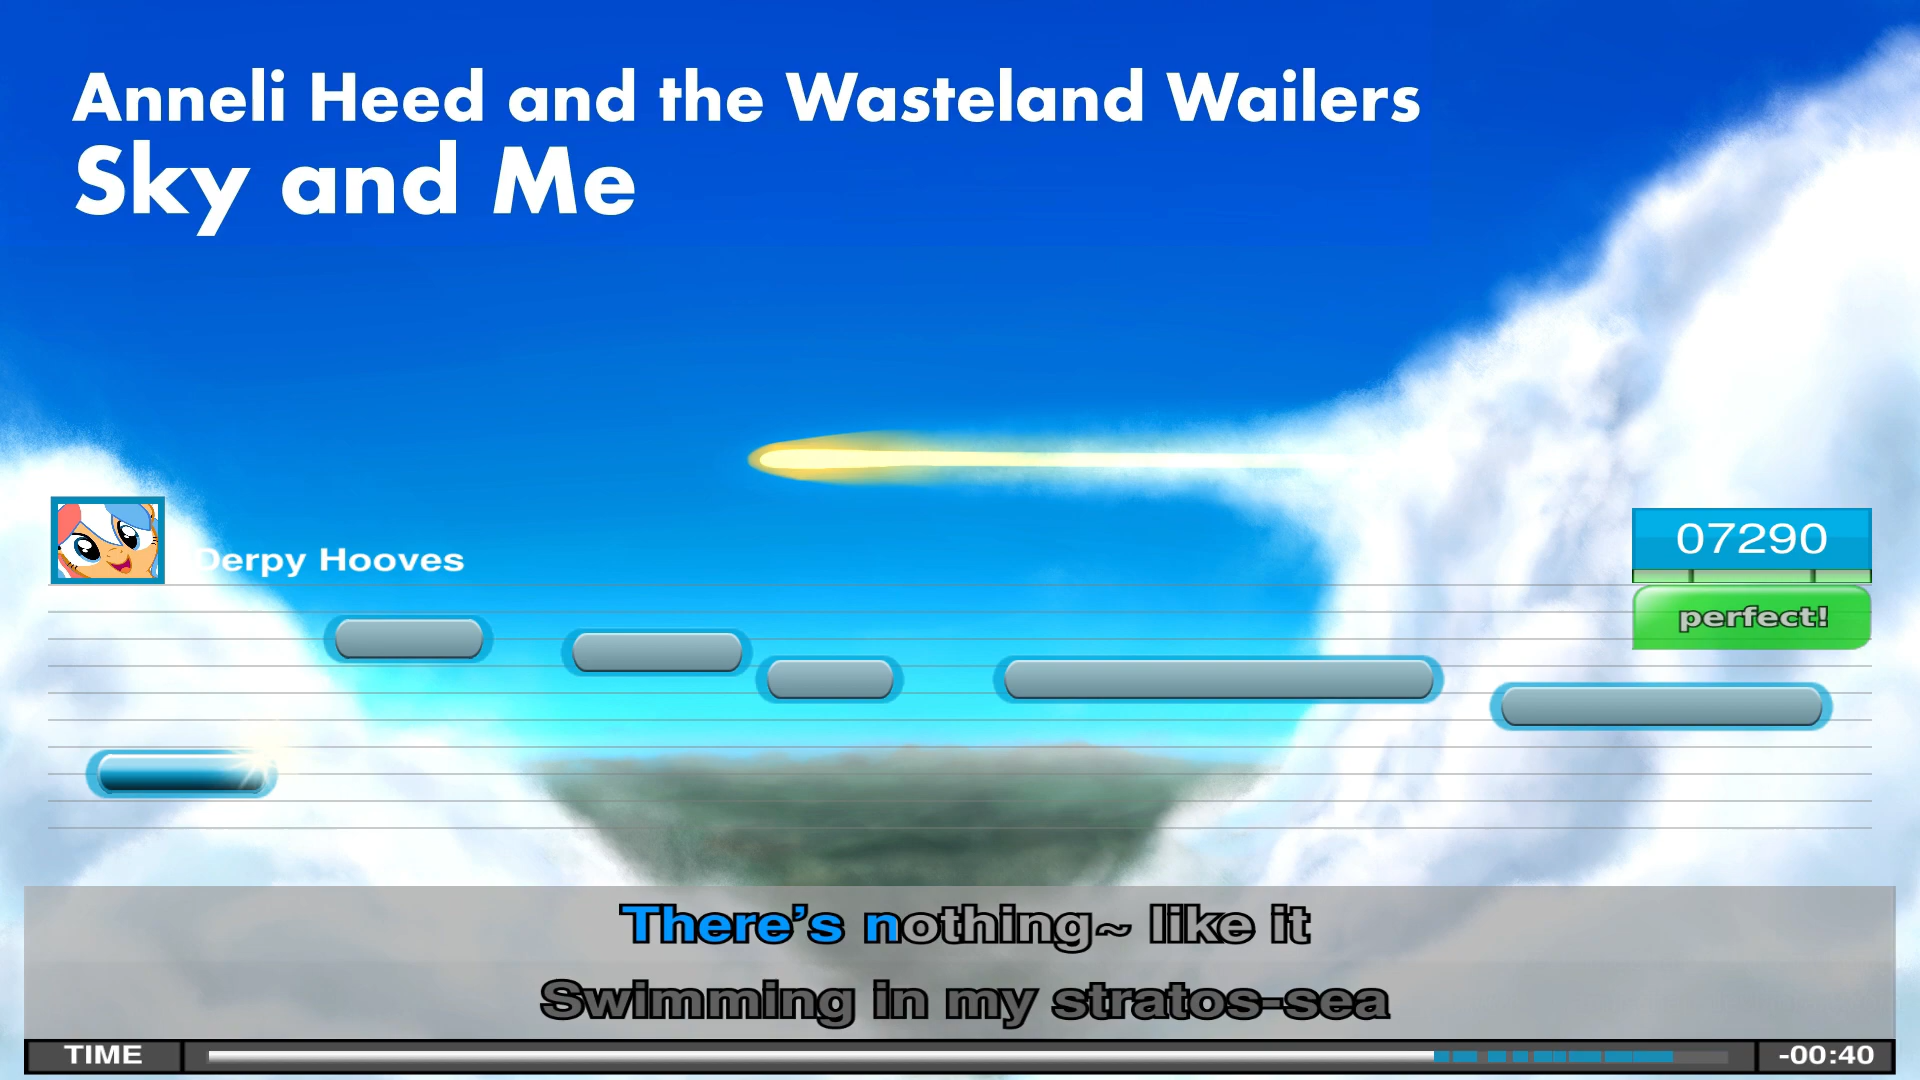 Anneli Heed and the Wasteland Wailers
Sky and Me
Derpy Hooves
07290
perfect!
There’s nothing~ like it
Swimming in my stratos-sea
TIME
-00:40